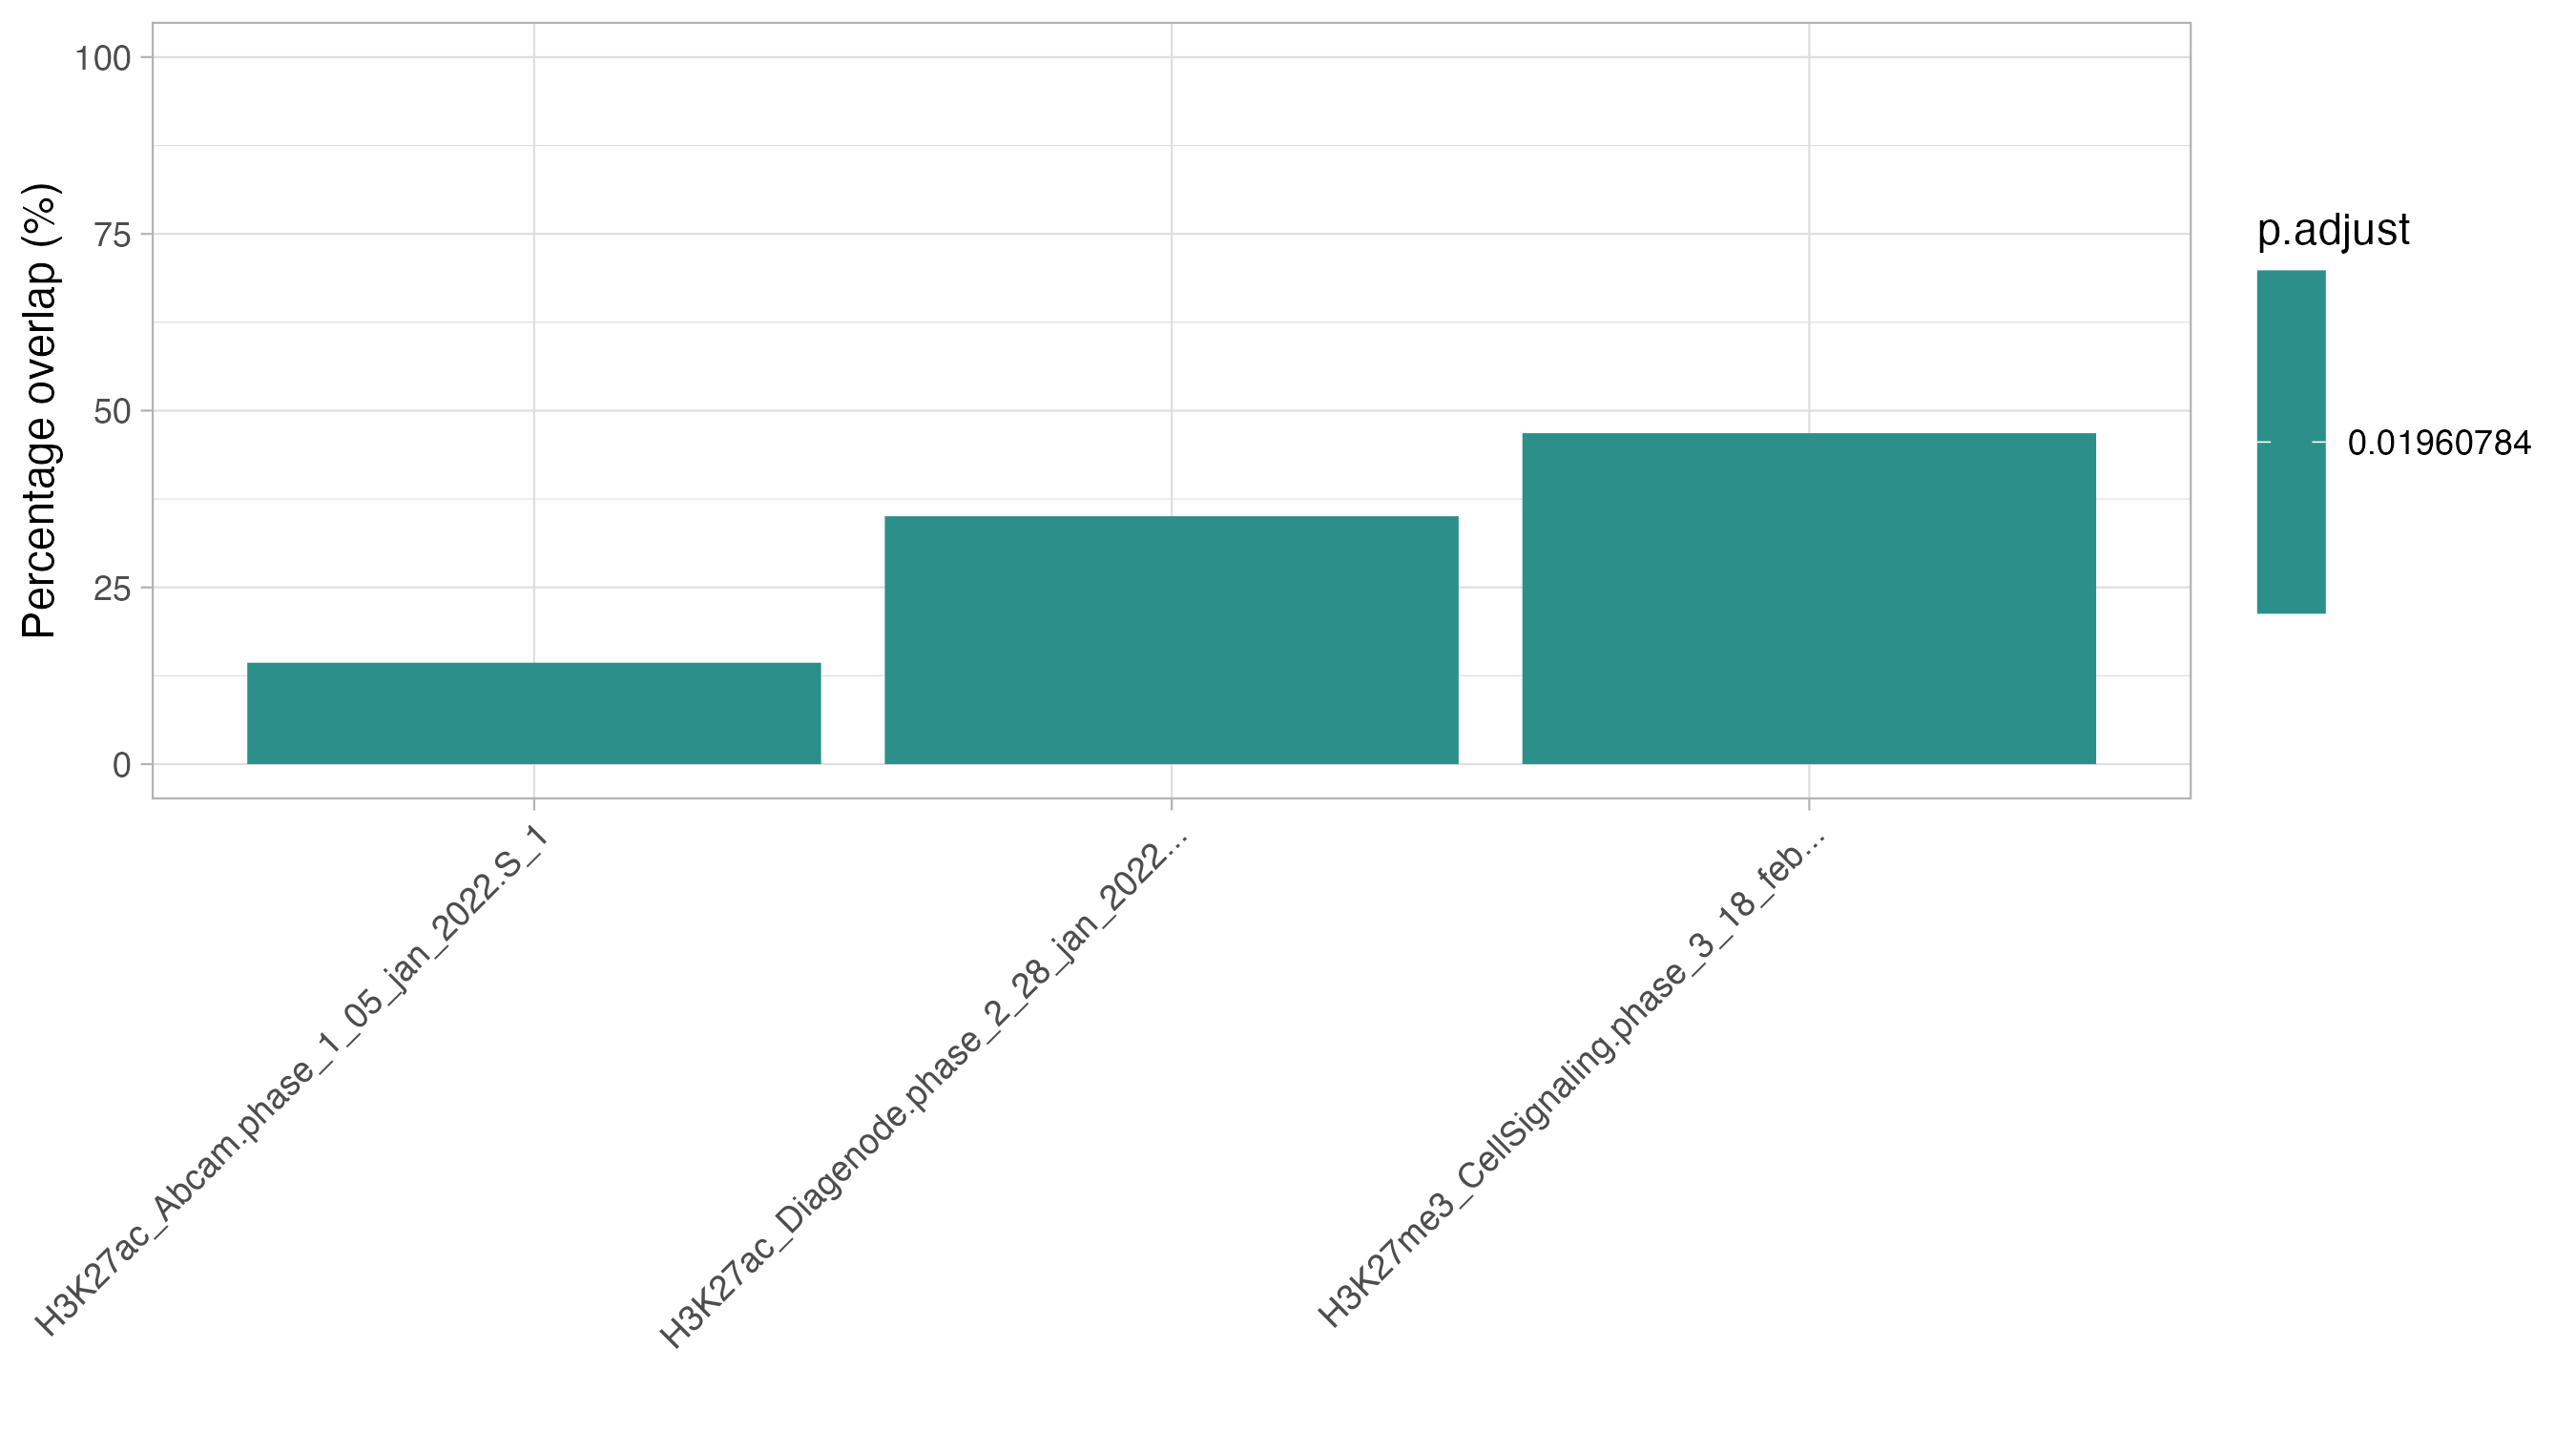 Percentage overlap (%)
100
75
50
25
0
H3K27ac_Abcam.phase_1_05_jan_2022.S_1
H3K27ac_Diagenode.phase_2_28_jan_2022...
H3K27me3_CellSignaling.phase_3_18_feb...
p.adjust
0.01960784